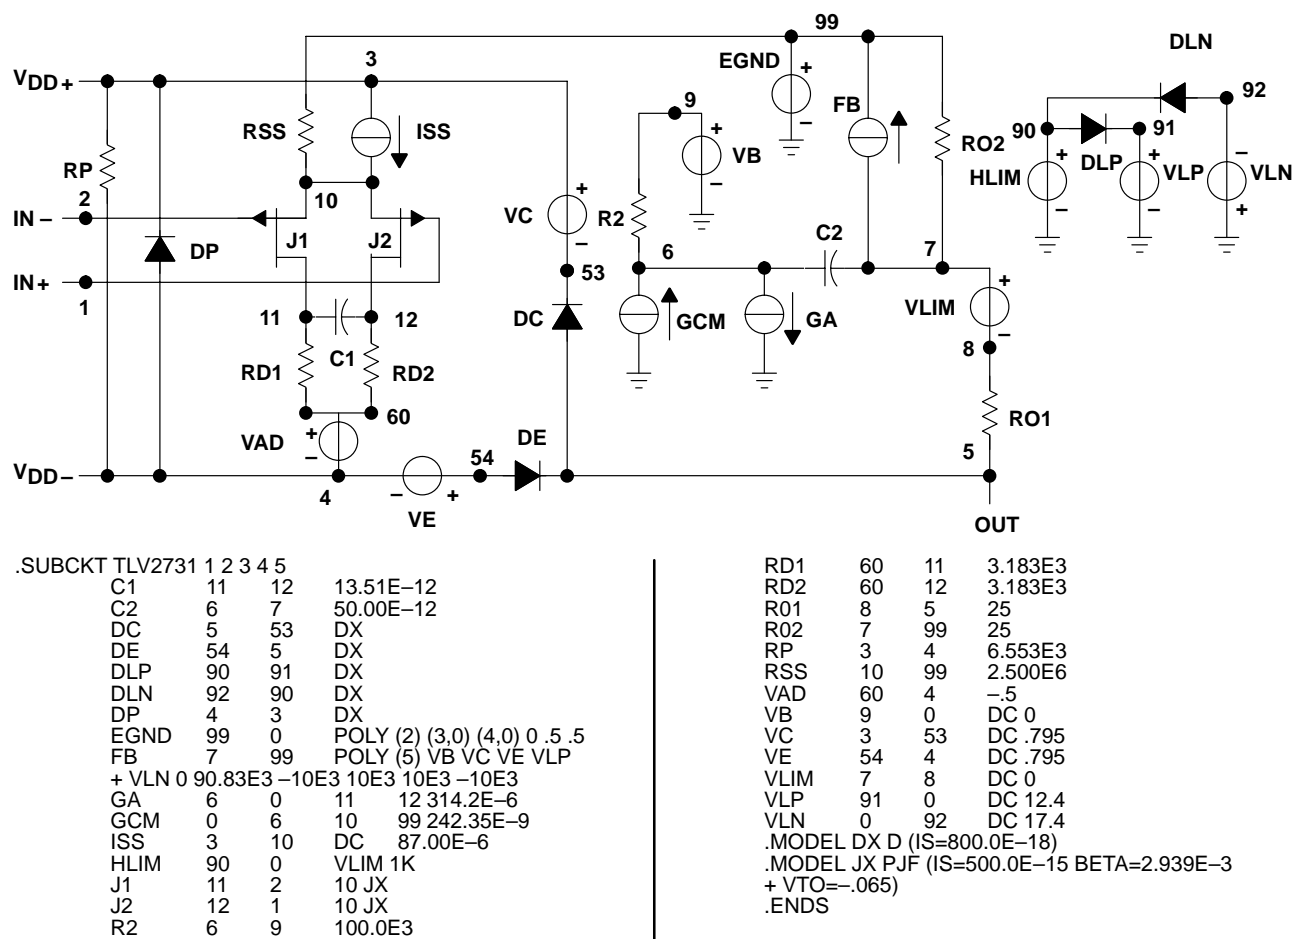 99
DLN
3
EGND
+
VDD+
92
9
FB
+
RSS
ISS
–
91
VB
–
90
RO2
RP
DLP
–
2
10
+
+
HLIM
VLP
VLN
IN –
VC
R2
–
–
+
J1
J2
C2
DP
–
6
7
IN+
53
+
1
VLIM
11
12
DC
GCM
GA
–
C1
8
RD1
RD2
RO1
60
VAD
+
DE
–
54
5
VDD–
4
–
+
VE
OUT
.SUBCKT TLV2731 1 2 3 4 5
C1 11 12 13.51E–12
C2 6 7 50.00E–12
DC 5 53 DX
DE 54 5 DX
DLP 90 91 DX
DLN 92 90 DX
DP 4 3 DX
EGND 99 0 POLY (2) (3,0) (4,0) 0 .5 .5
FB 7 99 POLY (5) VB VC VE VLP
+ VLN 0 90.83E3 –10E3 10E3 10E3 –10E3
GA 6 0 11 12 314.2E–6
GCM 0 6 10 99 242.35E–9
ISS 3 10 DC 87.00E–6
HLIM 90 0 VLIM 1K
J1 11 2 10 JX
J2 12 1 10 JX
R2 6 9 100.0E3
RD1 60 11 3.183E3
RD2 60 12 3.183E3
R01 8 5 25
R02 7 99 25
RP 3 4 6.553E3
RSS 10 99 2.500E6
VAD 60 4 –.5
VB 9 0 DC 0
VC 3 53 DC .795
VE 54 4 DC .795
VLIM 7 8 DC 0
VLP 91 0 DC 12.4
VLN 0 92 DC 17.4
.MODEL DX D (IS=800.0E–18)
.MODEL JX PJF (IS=500.0E–15 BETA=2.939E–3
+ VTO=–.065)
.ENDS